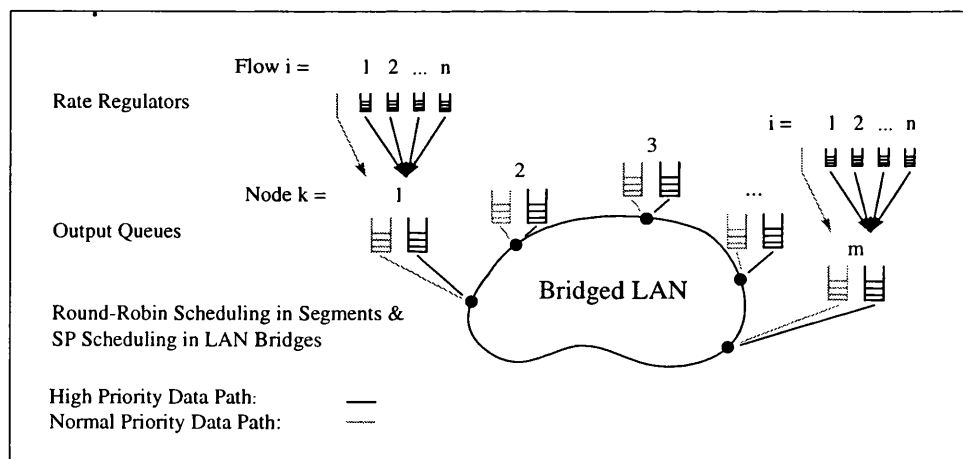 Flow i = 1 2 ... n
Rate Regulators
i = 1 2 ... n
3
2
Node k = 1
...
Output Queues
m
Bridged LAN
Round-Robin Scheduling in Segments &
SP Scheduling in LAN Bridges
High Priority Data Path:
Normal Priority Data Path: